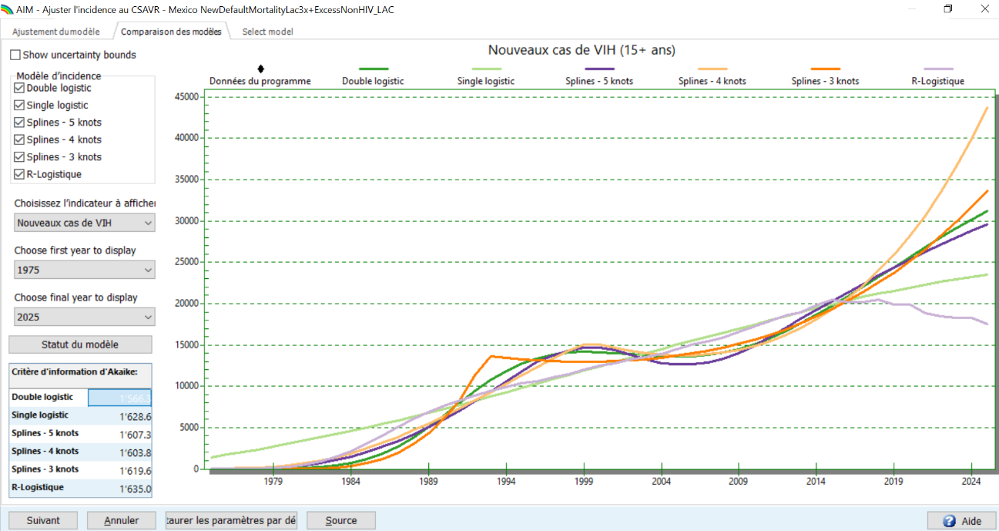 AIM - Ajuster l'incidence au CSAVR - Mexico NewDefaultMortalityLac3x+ExcessNonHIV_LAC
Ajustement du modèle
Comparaison des modèles
Select model
Show uncertainty bounds
Modèle d'incidence
Double logistic
Single logistic
Splines - 5 knots
Splines - 4 knots
Splines - 3 knots
R-Logistique
Choisissez l'indicateur à afficher
Nouveaux cas de VIH
Choose first year to display
1975
Choose final year to display
2025
Statut du modèle
Critère d'information d'Akaike:
Double logistic 1'566.3
Single logistic 1'628.6
Splines - 5 knots 1'607.3
Splines - 4 knots 1'603.8
Splines - 3 knots 1'619.6
R-Logistique 1'635.0
Nouveaux cas de VIH (15+ ans)
Données du programme Double logistic Single logistic Splines - 5 knots Splines - 4 knots Splines - 3 knots R-Logistique
45000
40000
35000
30000
25000
20000
15000
10000
5000
0
1979 1984 1989 1994 1999 2004 2009 2014 2019 2024
Suivant
Annuler
taurer les paramètres par dé
Source
Aide